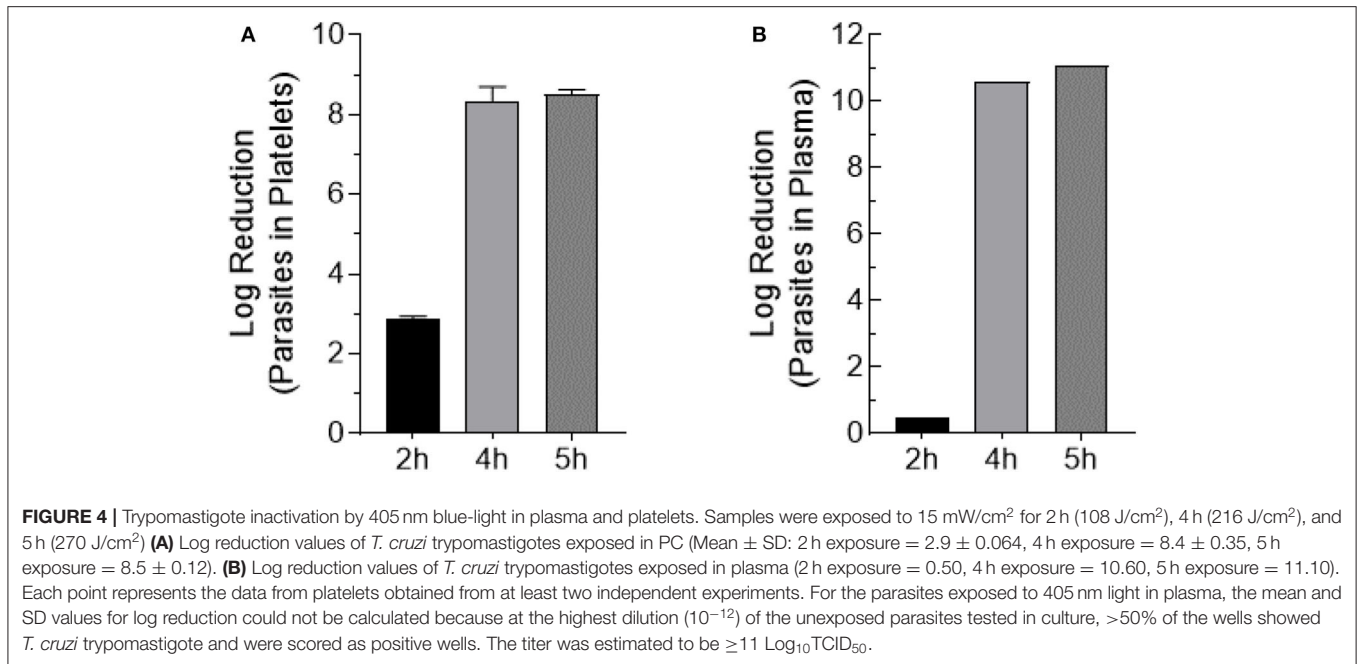 A
10
8
6
4
2
0
Log Reduction
(Parasites in Platelets)
2h 4h 5h
B
12
10
8
6
4
2
0
Log Reduction
(Parasites in Plasma)
2h 4h 5h
FIGURE 4 | Trypomastigote inactivation by 405 nm blue-light in plasma and platelets. Samples were exposed to 15 mW/cm² for 2 h (108 J/cm²), 4 h (216 J/cm²), and
5 h (270 J/cm²) (A) Log reduction values of T. cruzi trypomastigotes exposed in PC (Mean ± SD: 2 h exposure = 2.9 ± 0.064, 4 h exposure = 8.4 ± 0.35, 5 h
exposure = 8.5 ± 0.12). (B) Log reduction values of T. cruzi trypomastigotes exposed in plasma (2 h exposure = 0.50, 4 h exposure = 10.60, 5 h exposure = 11.10).
Each point represents the data from platelets obtained from at least two independent experiments. For the parasites exposed to 405 nm light in plasma, the mean and
SD values for log reduction could not be calculated because at the highest dilution (10⁻¹²) of the unexposed parasites tested in culture, >50% of the wells showed
T. cruzi trypomastigote and were scored as positive wells. The titer was estimated to be ≥11 Log₁₀TCID₅₀.